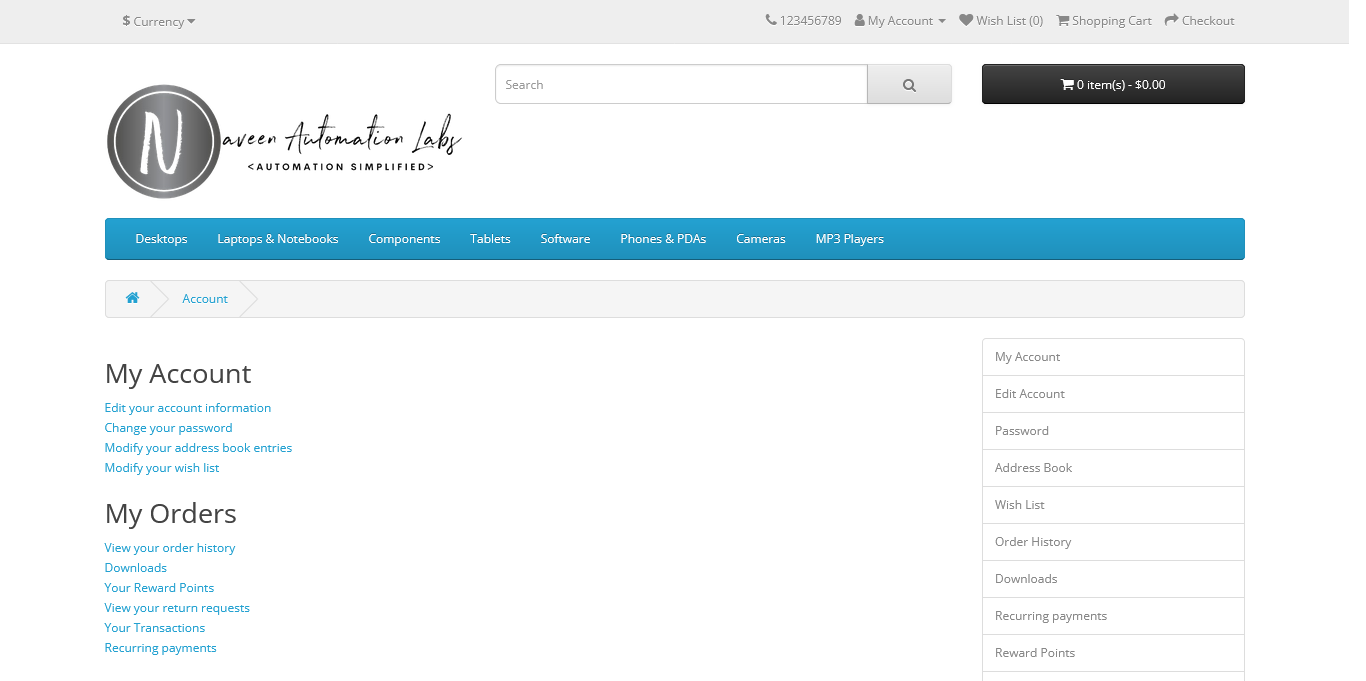 $ Currency
123456789 My Account Wish List (0) Shopping Cart Checkout
Search
0 item(s) - $0.00
Naveen Automation Labs
<AUTOMATION SIMPLIFIED>
Desktops Laptops & Notebooks Components Tablets Software Phones & PDAs Cameras MP3 Players
Account
My Account
Edit your account information
Change your password
Modify your address book entries
Modify your wish list
My Orders
View your order history
Downloads
Your Reward Points
View your return requests
Your Transactions
Recurring payments
My Account
Edit Account
Password
Address Book
Wish List
Order History
Downloads
Recurring payments
Reward Points